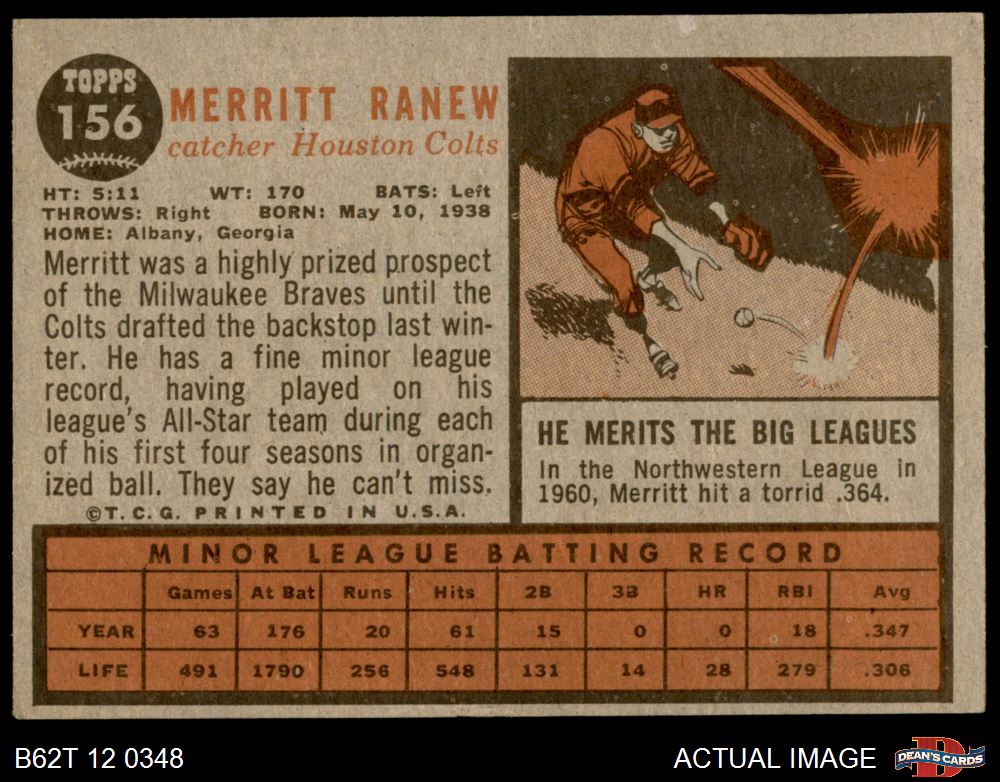 TOPPS
156
MERRITT RANEW
catcher Houston Colts
HT: 5:11 WT: 170 BATS: Left
THROWS: Right BORN: May 10, 1938
HOME: Albany, Georgia
Merritt was a highly prized prospect
of the Milwaukee Braves until the
Colts drafted the backstop last win-
ter. He has a fine minor league
record, having played on his
league's All-Star team during each
of his first four seasons in organ-
ized ball. They say he can't miss.
©T.C.G. PRINTED IN U.S.A.
HE MERITS THE BIG LEAGUES
In the Northwestern League in
1960, Merritt hit a torrid .364.
MINOR LEAGUE BATTING RECORD
Games At Bat Runs Hits 2B 3B HR RBI Avg
YEAR 63 176 20 61 15 0 0 18 .347
LIFE 491 1790 256 548 131 14 28 279 .306
B62T 12 0348 ACTUAL IMAGE
D
DEAN'S CARDS